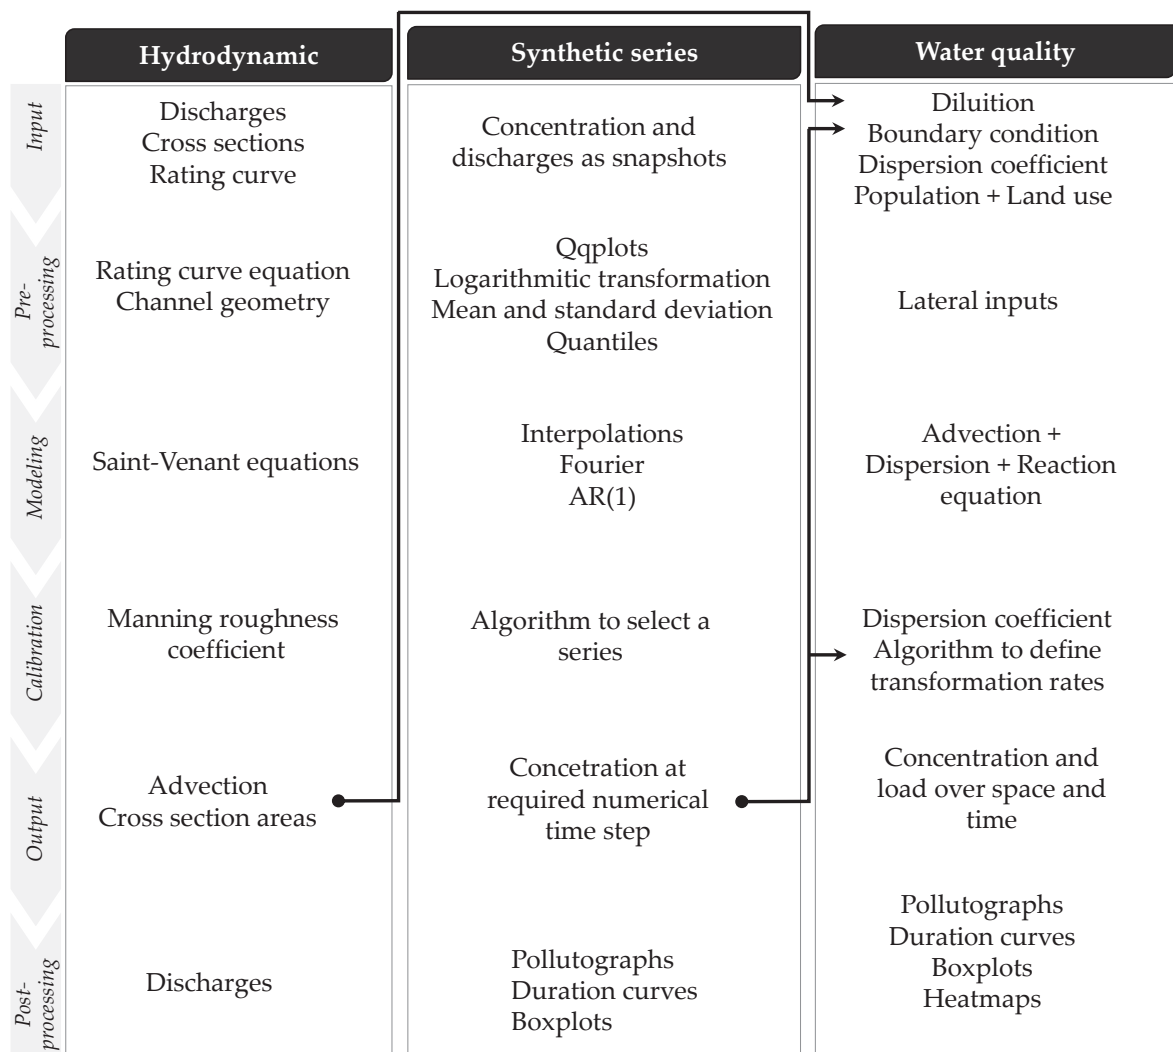 Hydrodynamic
Synthetic series
Water quality
Input
Discharges
Cross sections
Rating curve
Concentration and
discharges as snapshots
Diluition
Boundary condition
Dispersion coefficient
Population + Land use
Pre-
processing
Rating curve equation
Channel geometry
Qqplots
Logarithmitic transformation
Mean and standard deviation
Quantiles
Lateral inputs
Modeling
Saint-Venant equations
Interpolations
Fourier
AR(1)
Advection +
Dispersion + Reaction
equation
Calibration
Manning roughness
coefficient
Algorithm to select a
series
Dispersion coefficient
Algorithm to define
transformation rates
Output
Advection
Cross section areas
Concetration at
required numerical
time step
Concentration and
load over space and
time
Post-
processing
Discharges
Pollutographs
Duration curves
Boxplots
Pollutographs
Duration curves
Boxplots
Heatmaps